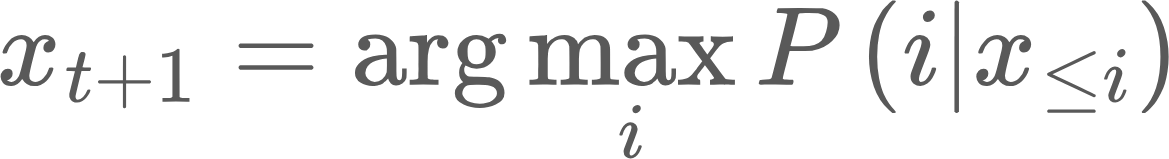 x_{t+1} = arg max_i P(i|x_{≤i})